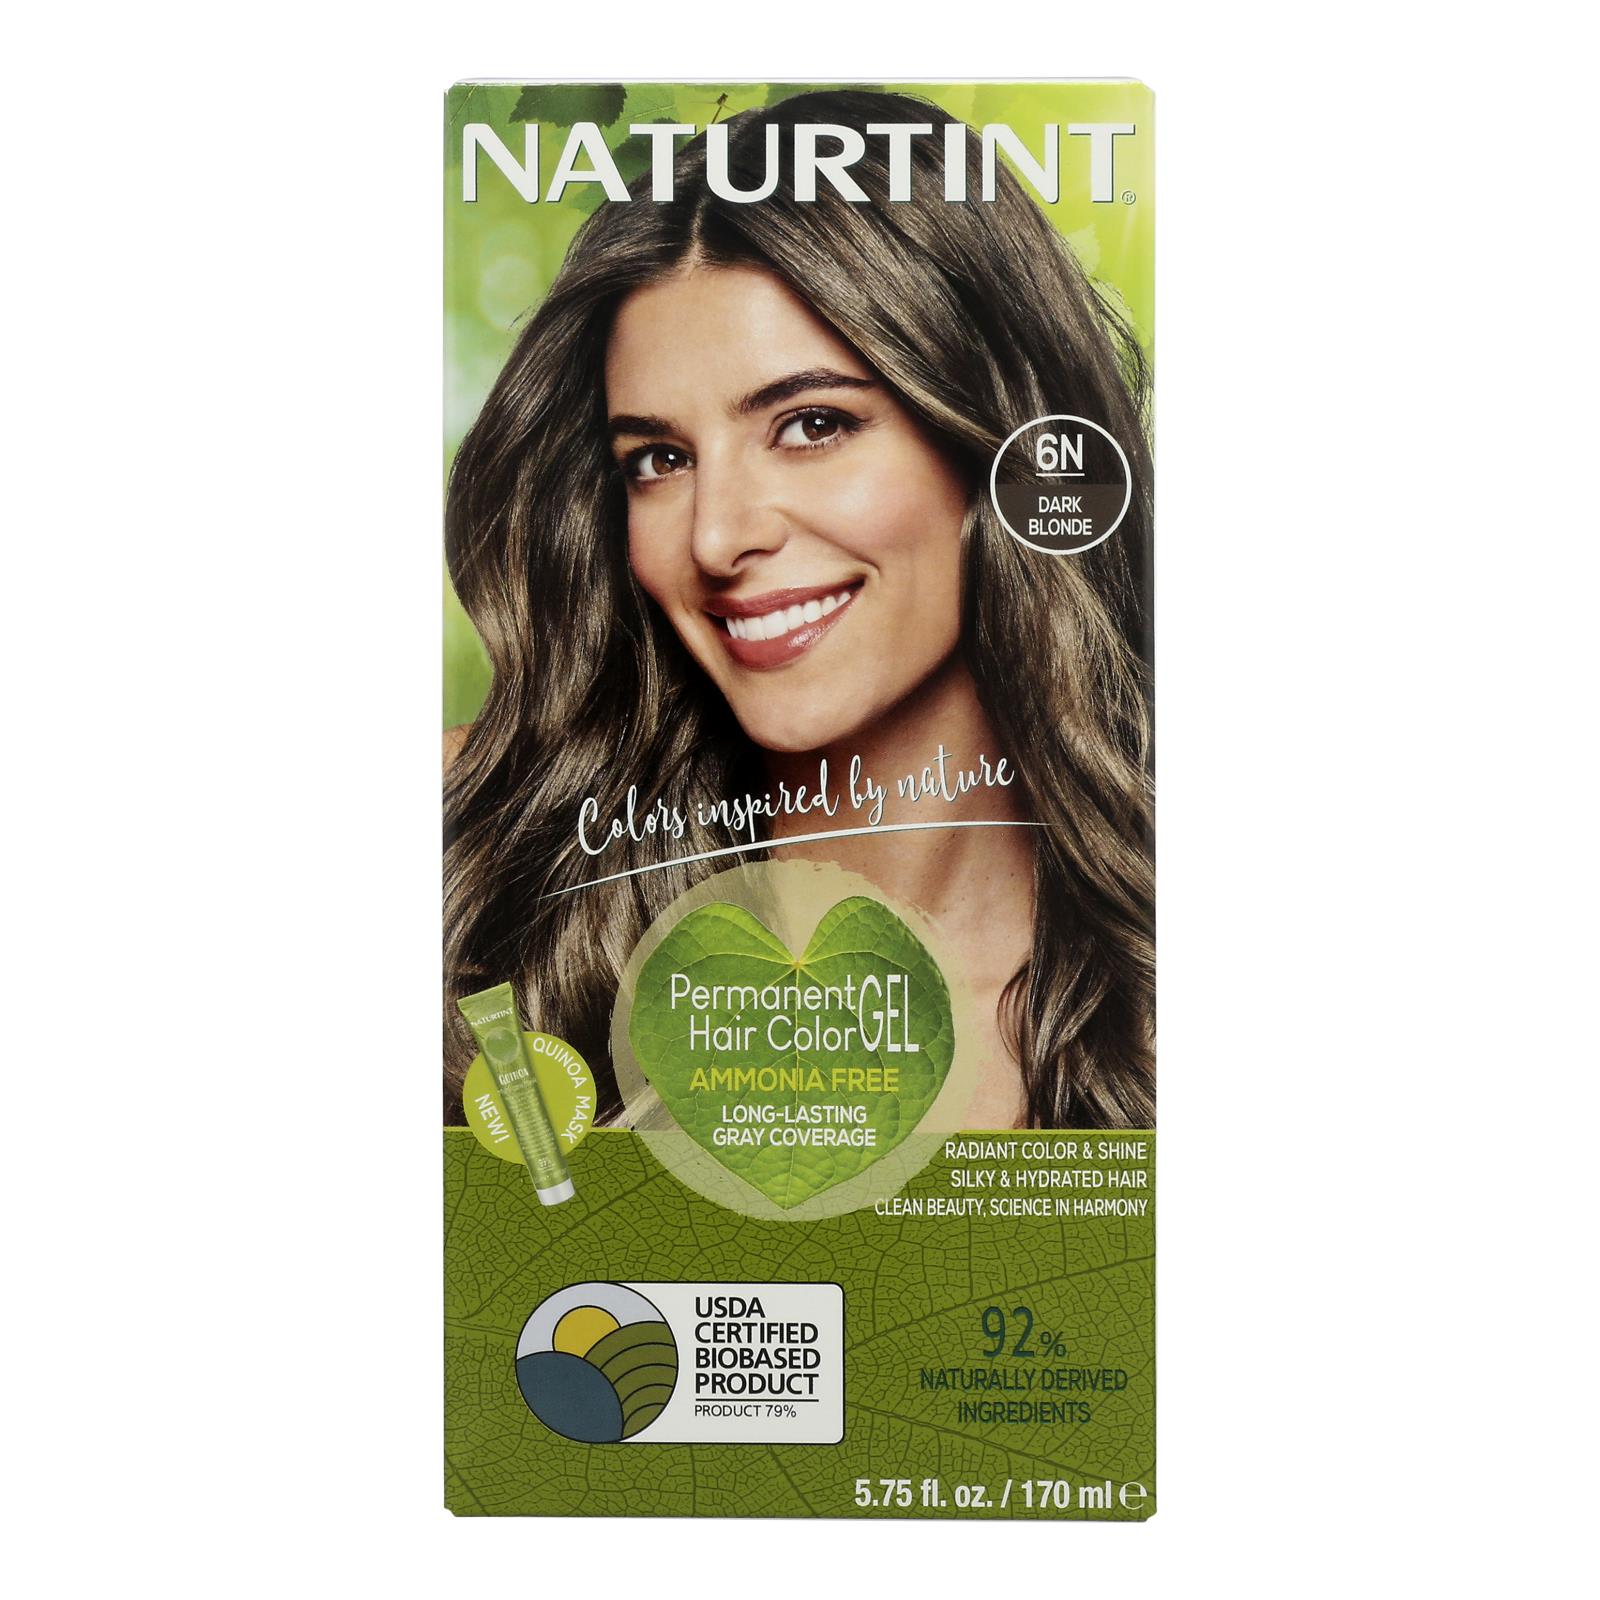 NATURTINT®
6N
DARK
BLONDE
Colors inspired by nature
Permanent GEL
Hair Color
AMMONIA FREE
LONG-LASTING
GRAY COVERAGE
NATURTINT
QUINOA
QUINOA MASK
NEW!
RADIANT COLOR & SHINE
SILKY & HYDRATED HAIR
CLEAN BEAUTY, SCIENCE IN HARMONY
USDA
CERTIFIED
BIOBASED
PRODUCT
PRODUCT 79%
92%
NATURALLY DERIVED
INGREDIENTS
5.75 fl. oz. / 170 ml ℮